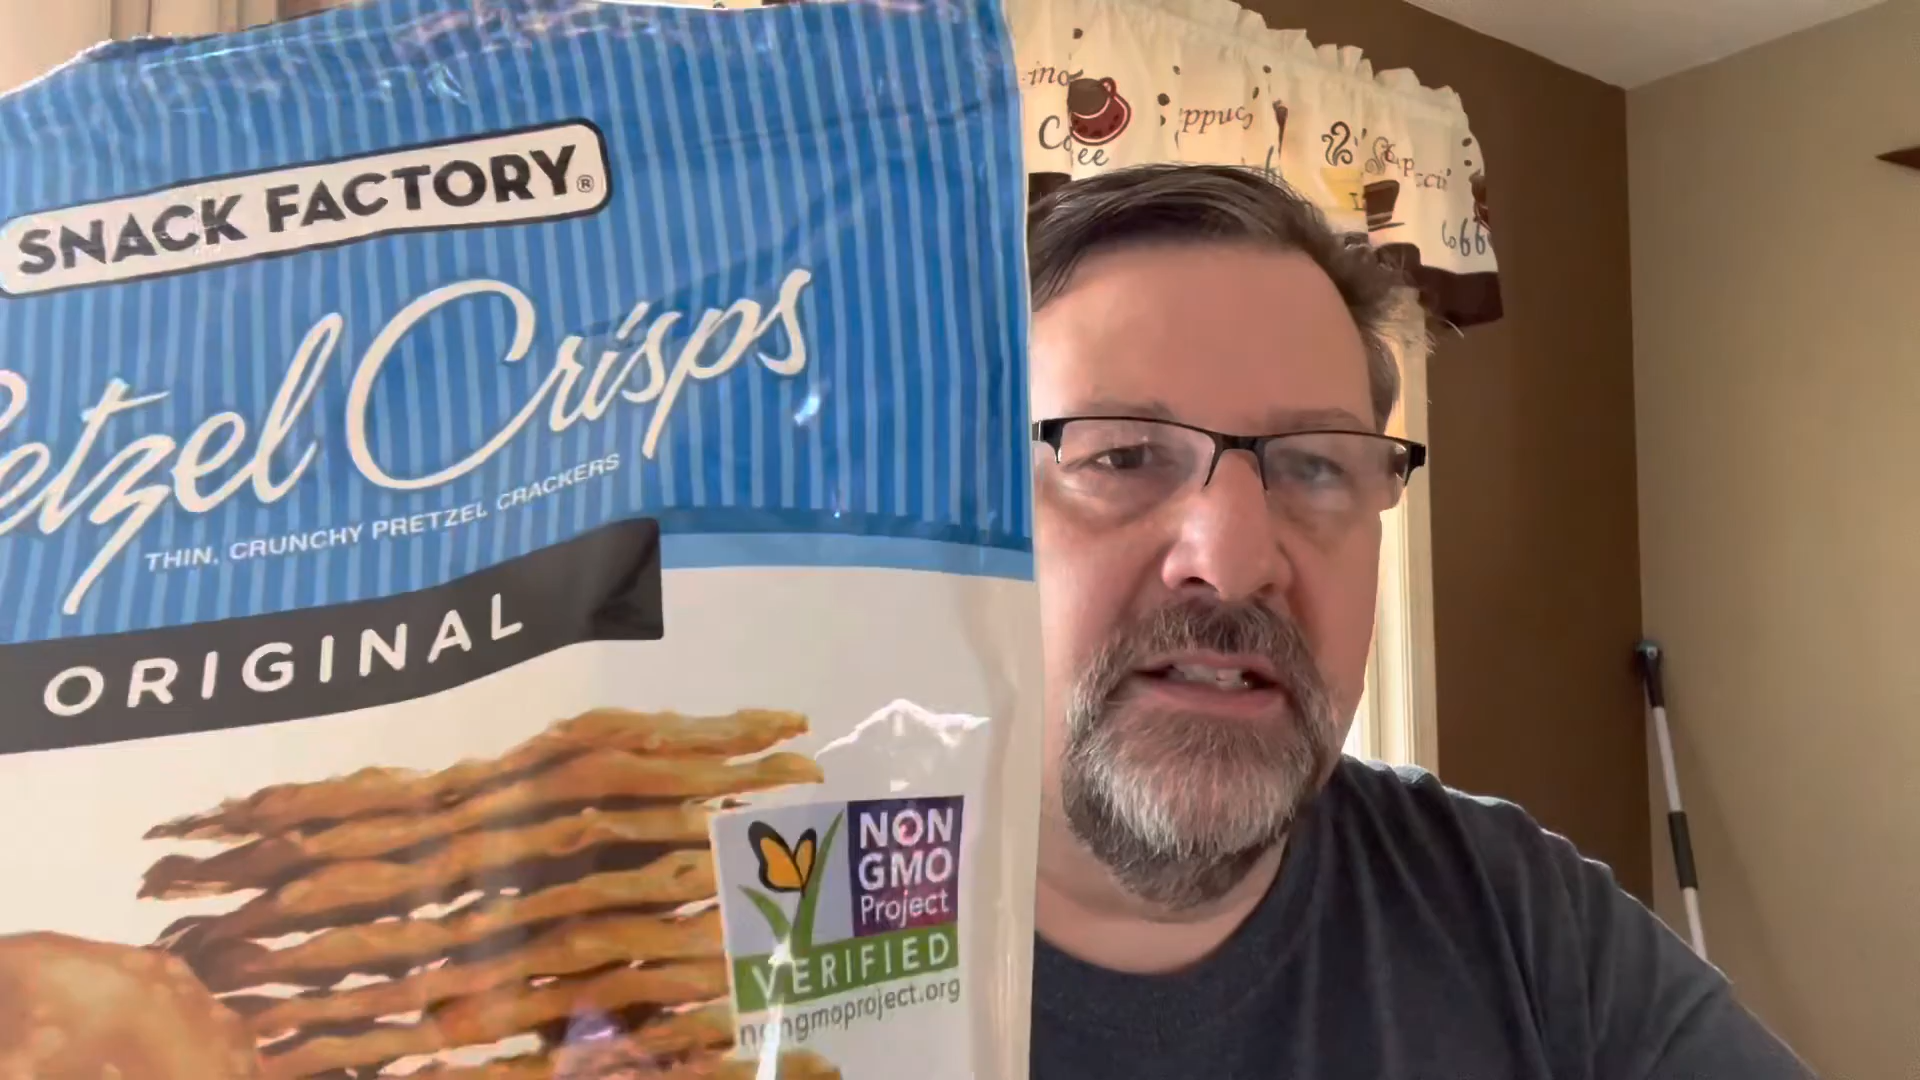 SNACK FACTORY®
etzel Crisps
THIN, CRUNCHY PRETZEL CRACKERS
ORIGINAL
NON
GMO
Project
VERIFIED
nongmoproject.org